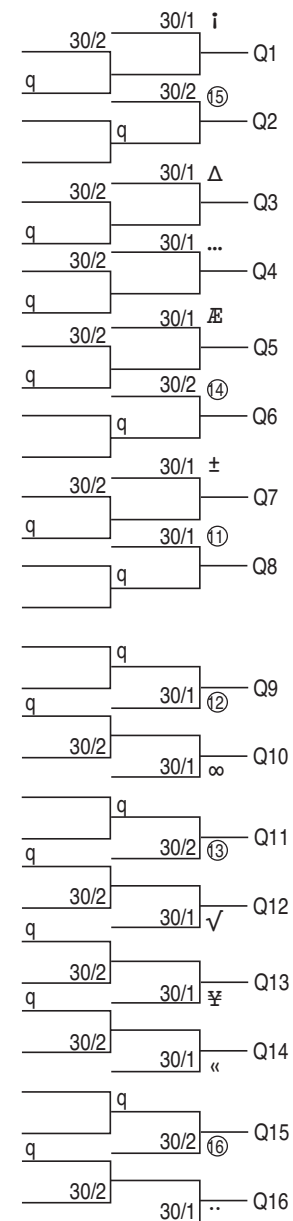 30/1 ¡
30/2
Q1
q
30/2 ⑮
Q2
q
30/1 Δ
30/2
Q3
q
30/1 …
30/2
Q4
q
30/1 Æ
30/2
Q5
q
30/2 ⑭
Q6
q
30/1 ±
30/2
Q7
q
30/1 ⑪
Q8
q
q
Q9
30/1 ⑫
q
Q10
30/2
30/1 ∞
q
Q11
30/2 ⑬
q
Q12
30/2
30/1 √
q
Q13
30/2
30/1 ¥
q
Q14
30/2
30/1 «
q
Q15
30/2 ⑯
q
30/2
Q16
30/1 ..